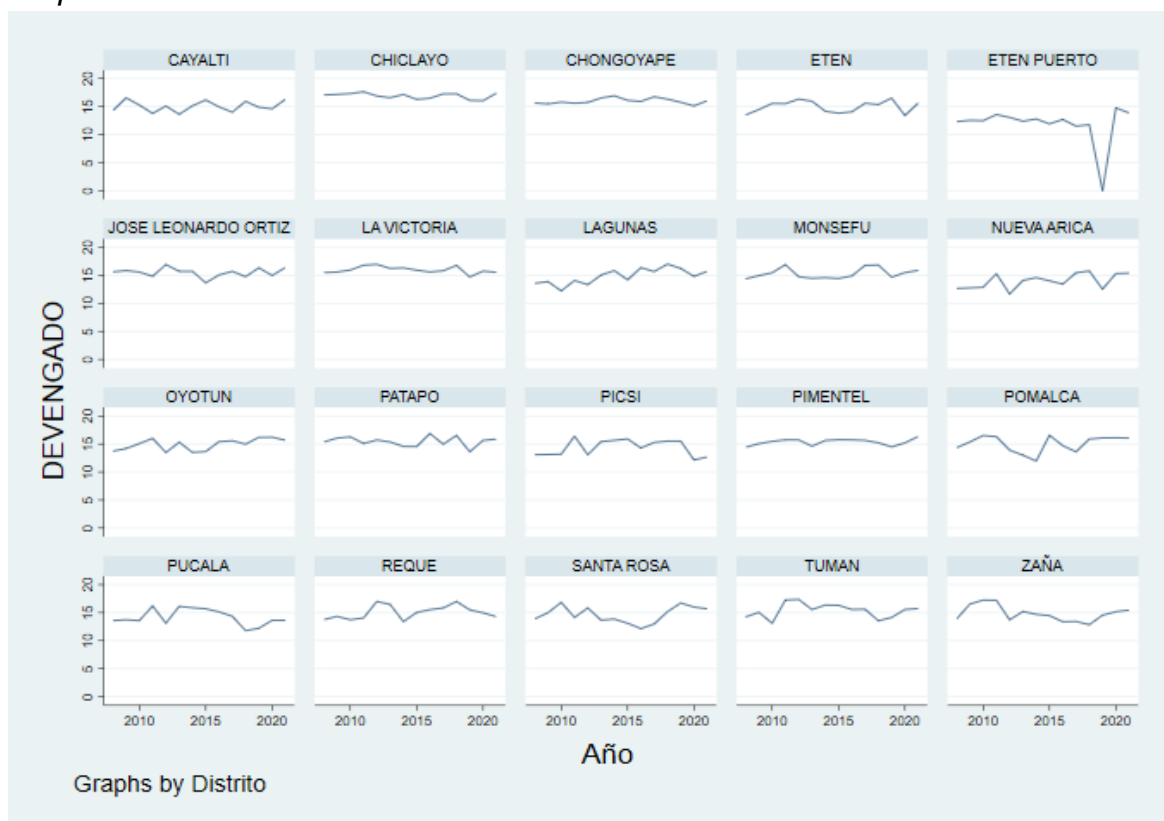 CAYALTI CHICLAYO CHONGOYAPE ETEN ETEN PUERTO
20
15
10
5
0
JOSE LEONARDO ORTIZ LA VICTORIA LAGUNAS MONSEFU NUEVA ARICA
20
15
10
5
0
DEVENGADO
OYOTUN PATAPO PICSI PIMENTEL POMALCA
20
15
10
5
0
PUCALA REQUE SANTA ROSA TUMAN ZAÑA
20
15
10
5
0
2010 2015 2020 2010 2015 2020 2010 2015 2020 2010 2015 2020 2010 2015 2020
Año
Graphs by Distrito